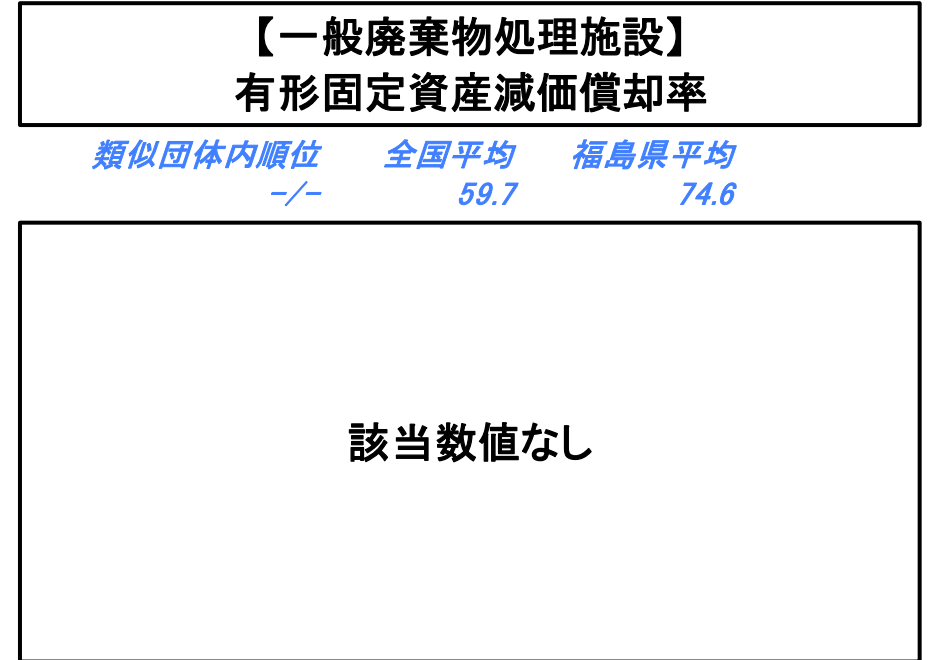 【一般廃棄物処理施設】
有形固定資産減価償却率
類似団体内順位 全国平均 福島県平均
-/- 59.7 74.6
該当数値なし